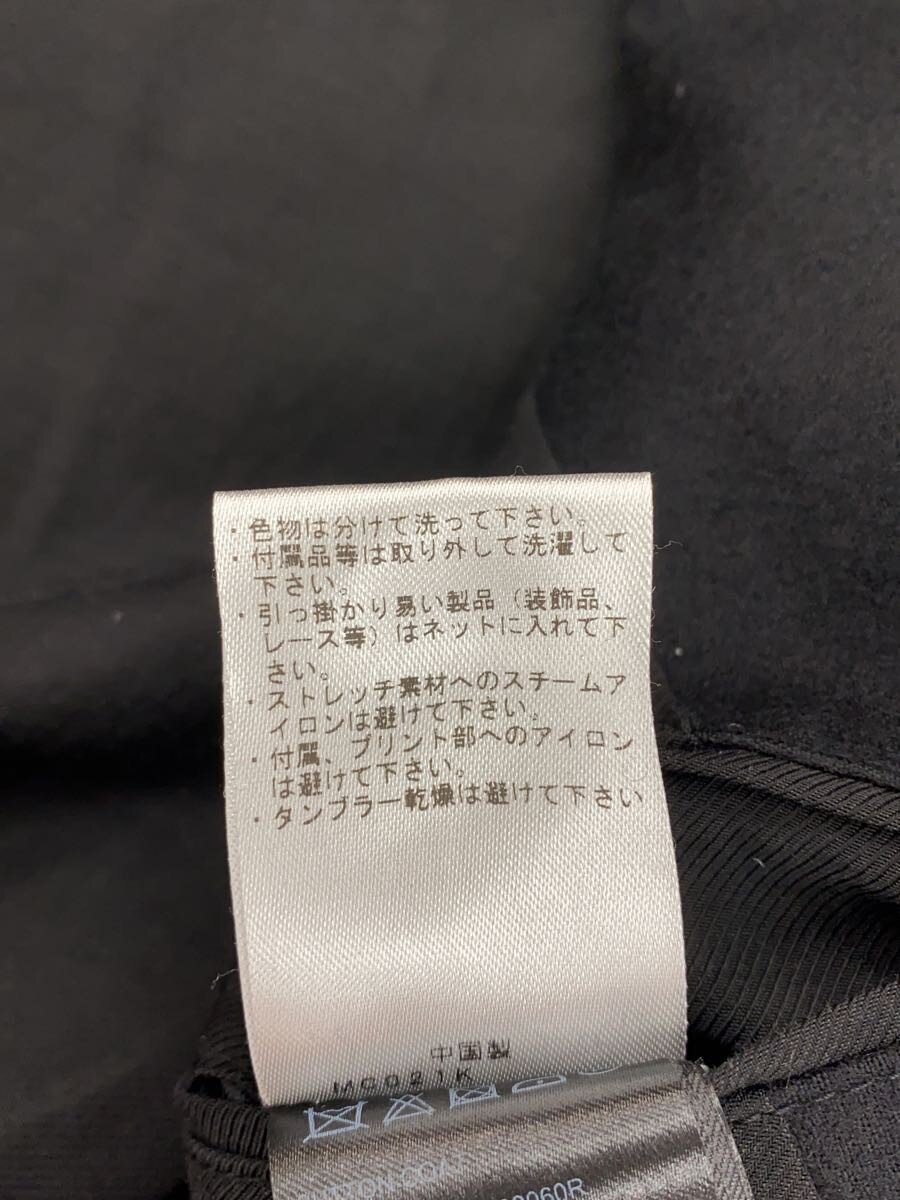 ・色物は分けて洗って下さい。
・付属品等は取り外して洗濯して
下さい。
・引っ掛かり易い製品（装飾品、
レース等）はネットに入れて下
さい。
・ストレッチ素材へのスチームア
イロンは避けて下さい。
・付属、プリント部へのアイロン
は避けて下さい。
・タンブラー乾燥は避けて下さい
中国製
MC021K